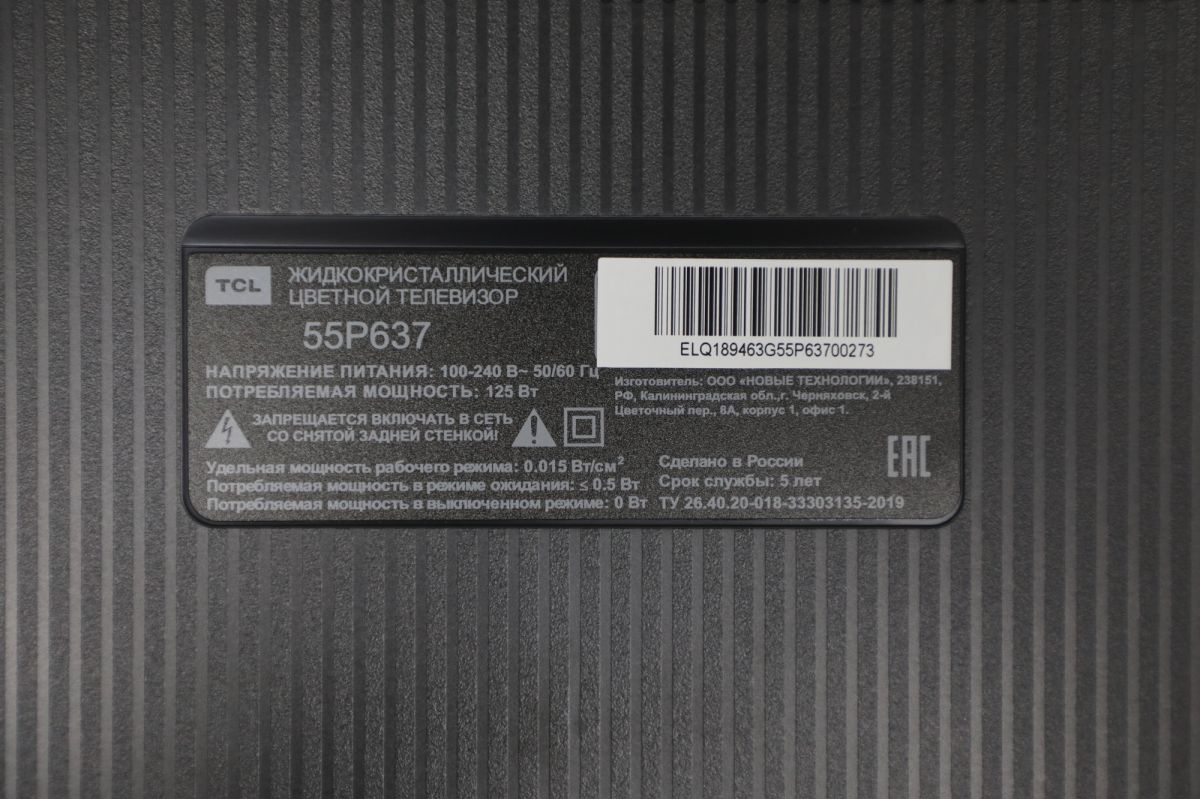 TCL
ЖИДКОКРИСТАЛЛИЧЕСКИЙ
ЦВЕТНОЙ ТЕЛЕВИЗОР
55P637
НАПРЯЖЕНИЕ ПИТАНИЯ: 100-240 В~ 50/60 Гц
ПОТРЕБЛЯЕМАЯ МОЩНОСТЬ: 125 Вт
ЗАПРЕЩАЕТСЯ ВКЛЮЧАТЬ В СЕТЬ
СО СНЯТОЙ ЗАДНЕЙ СТЕНКОЙ!
Удельная мощность рабочего режима: 0.015 Вт/см²
Потребляемая мощность в режиме ожидания: ≤ 0.5 Вт
Потребляемая мощность в выключенном режиме: 0 Вт
ELQ189463G55P63700273
Изготовитель: ООО «НОВЫЕ ТЕХНОЛОГИИ», 238151,
РФ, Калининградская обл.,г. Черняховск, 2-й
Цветочный пер., 8А, корпус 1, офис 1.
Сделано в России
Срок службы: 5 лет
ТУ 26.40.20-018-33303135-2019
EAC